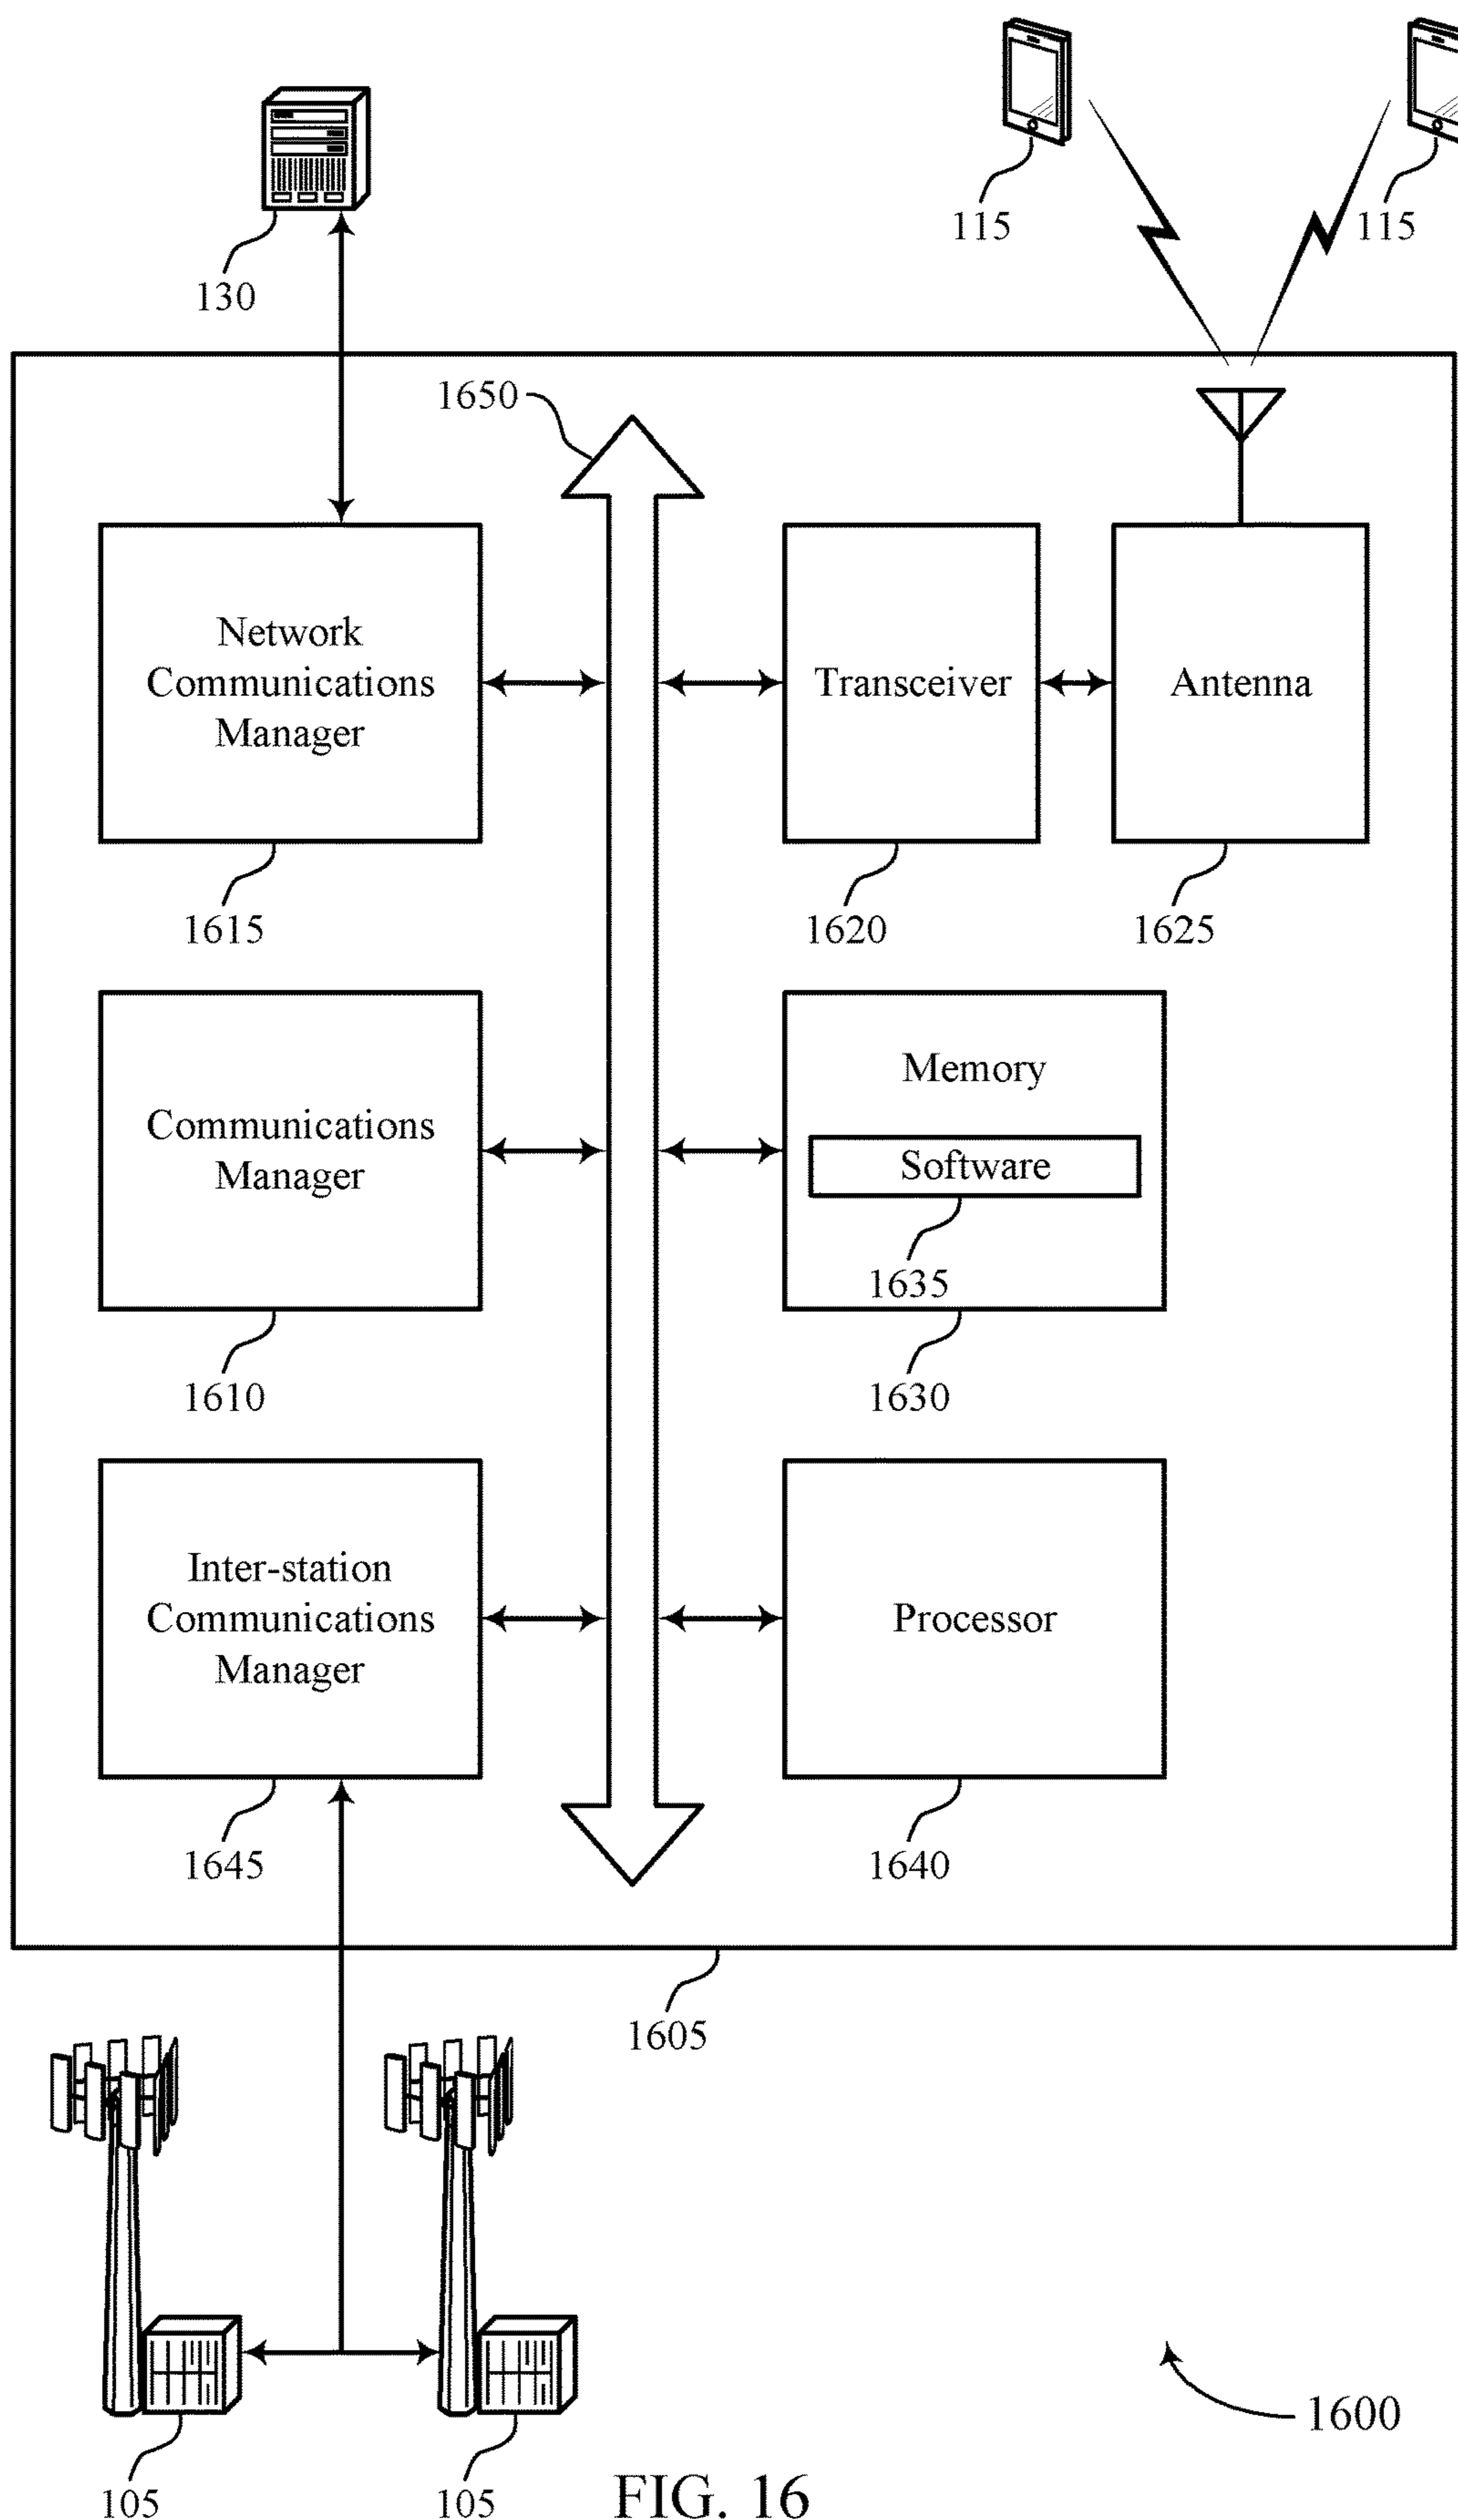 115
115
130
1650
Network
Communications
Manager
Transceiver
Antenna
1615
1620
1625
Communications
Manager
Memory
Software
1635
1610
1630
Inter-station
Communications
Manager
Processor
1645
1640
1605
1600
105
105
FIG. 16